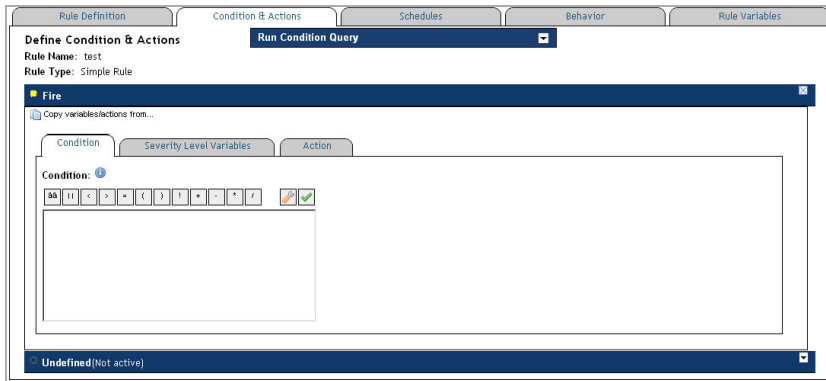 Rule Definition Condition & Actions Schedules Behavior Rule Variables
Define Condition & Actions Run Condition Query
Rule Name: test
Rule Type: Simple Rule
Fire
Copy variables/actions from...
Condition Severity Level Variables Action
Condition:
&& || < > = ( ) ! + - * /
Undefined(Not active)